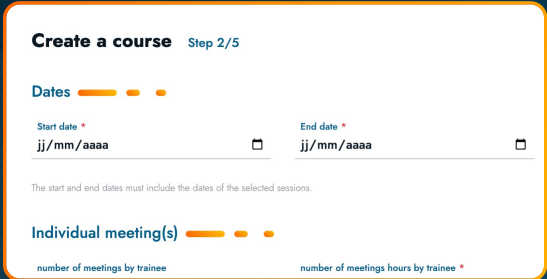 Create a course Step 2/5
Dates
Start date * End date *
jj/mm/aaaa jj/mm/aaaa
The start and end dates must include the dates of the selected sessions.
Individual meeting(s)
number of meetings by trainee number of meetings hours by trainee *